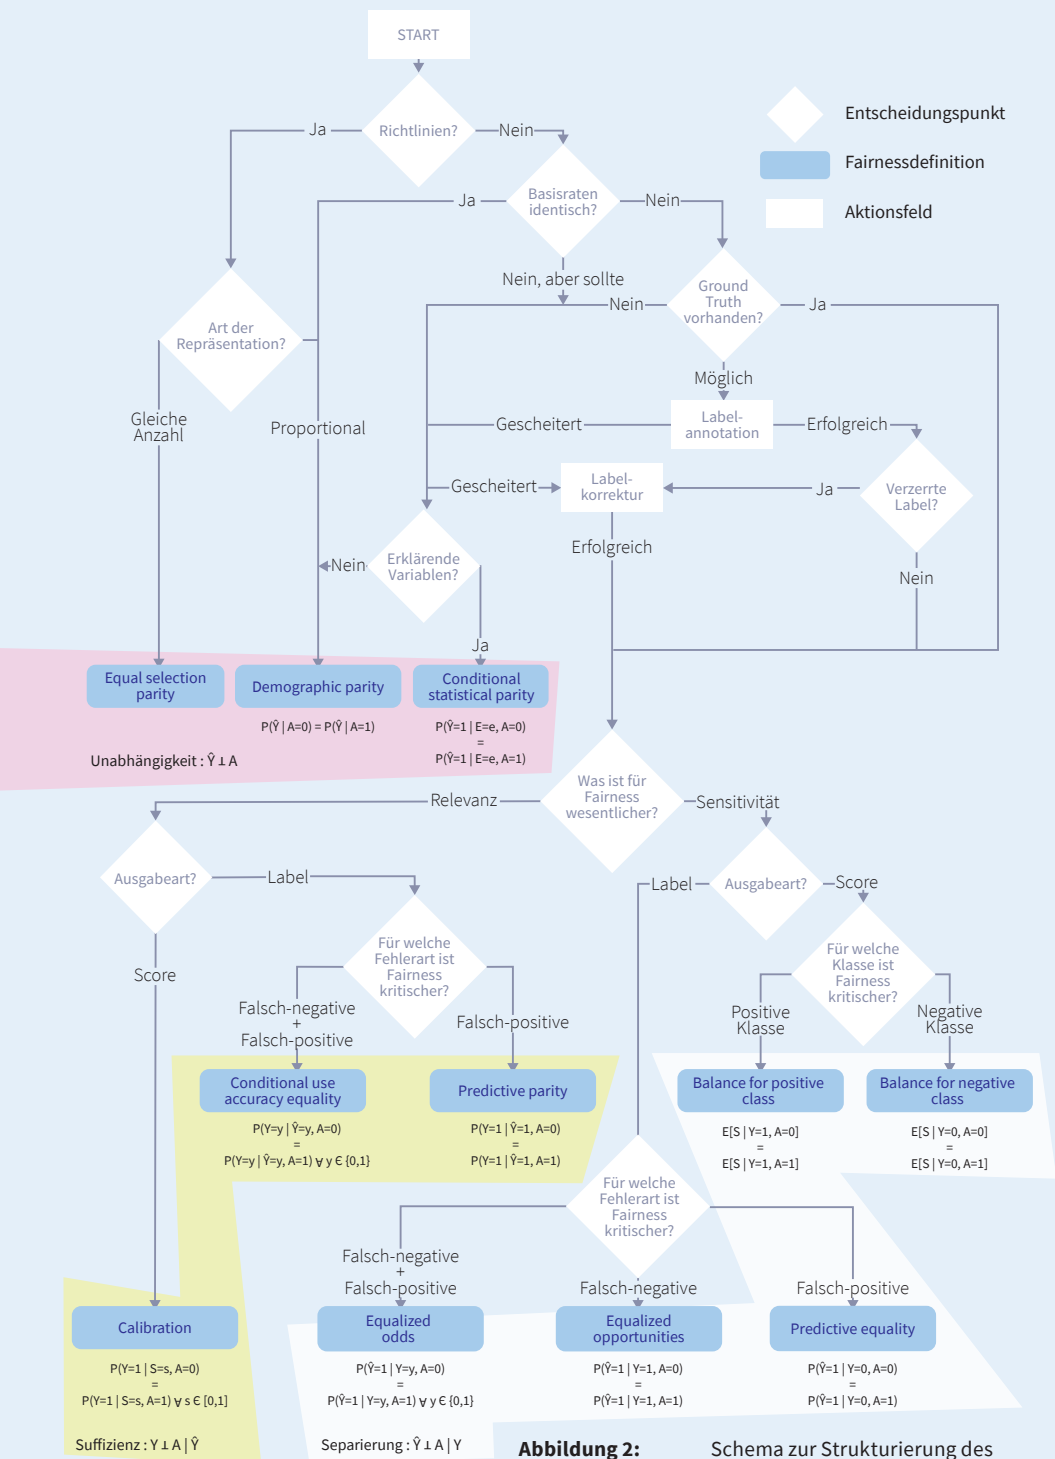 START
Richtlinien?
Ja
Nein
Entscheidungspunkt
Fairnessdefinition
Aktionsfeld
Basisraten
identisch?
Ja
Nein
Nein, aber sollte
Ground
Truth
vorhanden?
Nein
Ja
Art der
Repräsentation?
Möglich
Gleiche
Anzahl
Proportional
Label-
annotation
Gescheitert
Erfolgreich
Label-
korrektur
Gescheitert
Ja
Verzerrte
Label?
Erfolgreich
Nein
Erklärende
Variablen?
Nein
Ja
Equal selection
parity
Demographic parity
P(Ŷ | A=0) = P(Ŷ | A=1)
Conditional
statistical parity
P(Ŷ=1 | E=e, A=0)
=
P(Ŷ=1 | E=e, A=1)
Unabhängigkeit : Ŷ ⊥ A
Was ist für
Fairness
wesentlicher?
Relevanz
Sensitivität
Ausgabeart?
Label
Score
Ausgabeart?
Label
Score
Für welche
Fehlerart ist
Fairness
kritischer?
Falsch-negative
+
Falsch-positive
Falsch-positive
Für welche
Klasse ist
Fairness
kritischer?
Positive
Klasse
Negative
Klasse
Conditional use
accuracy equality
P(Y=y | Ŷ=y, A=0)
=
P(Y=y | Ŷ=y, A=1) ∀ y Є {0,1}
Predictive parity
P(Y=1 | Ŷ=1, A=0)
=
P(Y=1 | Ŷ=1, A=1)
Balance for positive
class
E[S | Y=1, A=0]
=
E[S | Y=1, A=1]
Balance for negative
class
E[S | Y=0, A=0]
=
E[S | Y=0, A=1]
Für welche
Fehlerart ist
Fairness
kritischer?
Falsch-negative
+
Falsch-positive
Falsch-negative
Falsch-positive
Calibration
P(Y=1 | S=s, A=0)
=
P(Y=1 | S=s, A=1) ∀ s Є [0,1]
Equalized
odds
P(Ŷ=1 | Y=y, A=0)
=
P(Ŷ=1 | Y=y, A=1) ∀ y Є {0,1}
Equalized
opportunities
P(Ŷ=1 | Y=1, A=0)
=
P(Ŷ=1 | Y=1, A=1)
Predictive equality
P(Ŷ=1 | Y=0, A=0)
=
P(Ŷ=1 | Y=0, A=1)
Suffizienz : Y ⊥ A | Ŷ
Separierung : Ŷ ⊥ A | Y
Abbildung 2: Schema zur Strukturierung des